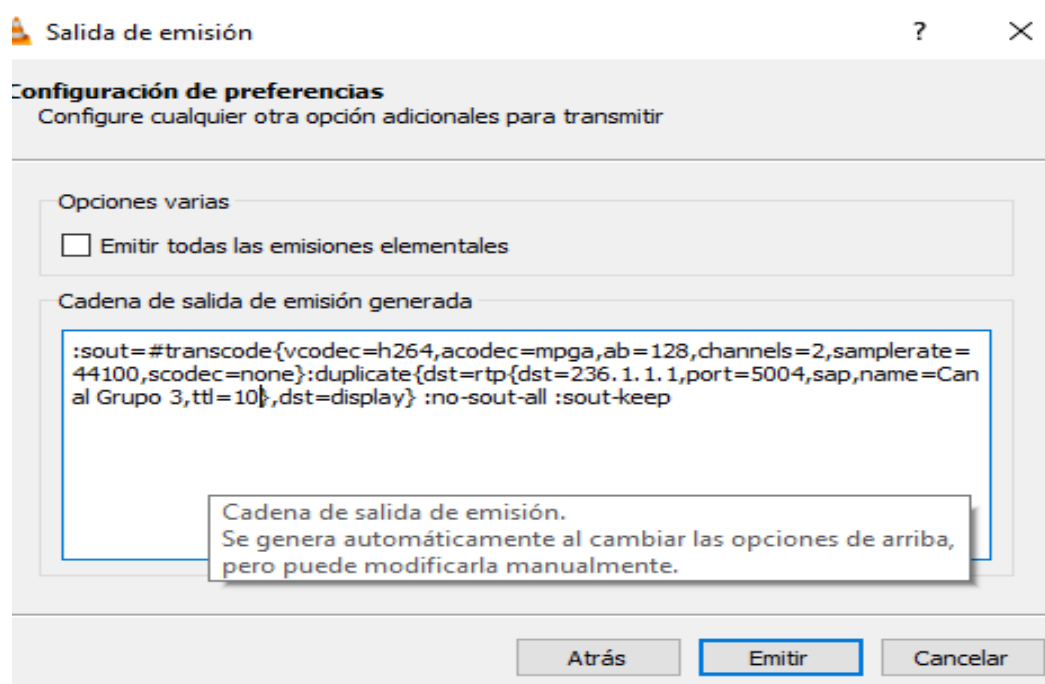 Salida de emisión ?
Configuración de preferencias
Configure cualquier otra opción adicionales para transmitir
Opciones varias
Emitir todas las emisiones elementales
Cadena de salida de emisión generada
:sout=#transcode{vcodec=h264,acodec=mpga,ab=128,channels=2,samplerate=
44100,scodec=none}:duplicate{dst=rtp{dst=236.1.1.1,port=5004,sap,name=Can
al Grupo 3,ttl=10},dst=display} :no-sout-all :sout-keep
Cadena de salida de emisión.
Se genera automáticamente al cambiar las opciones de arriba,
pero puede modificarla manualmente.
Atrás Emitir Cancelar